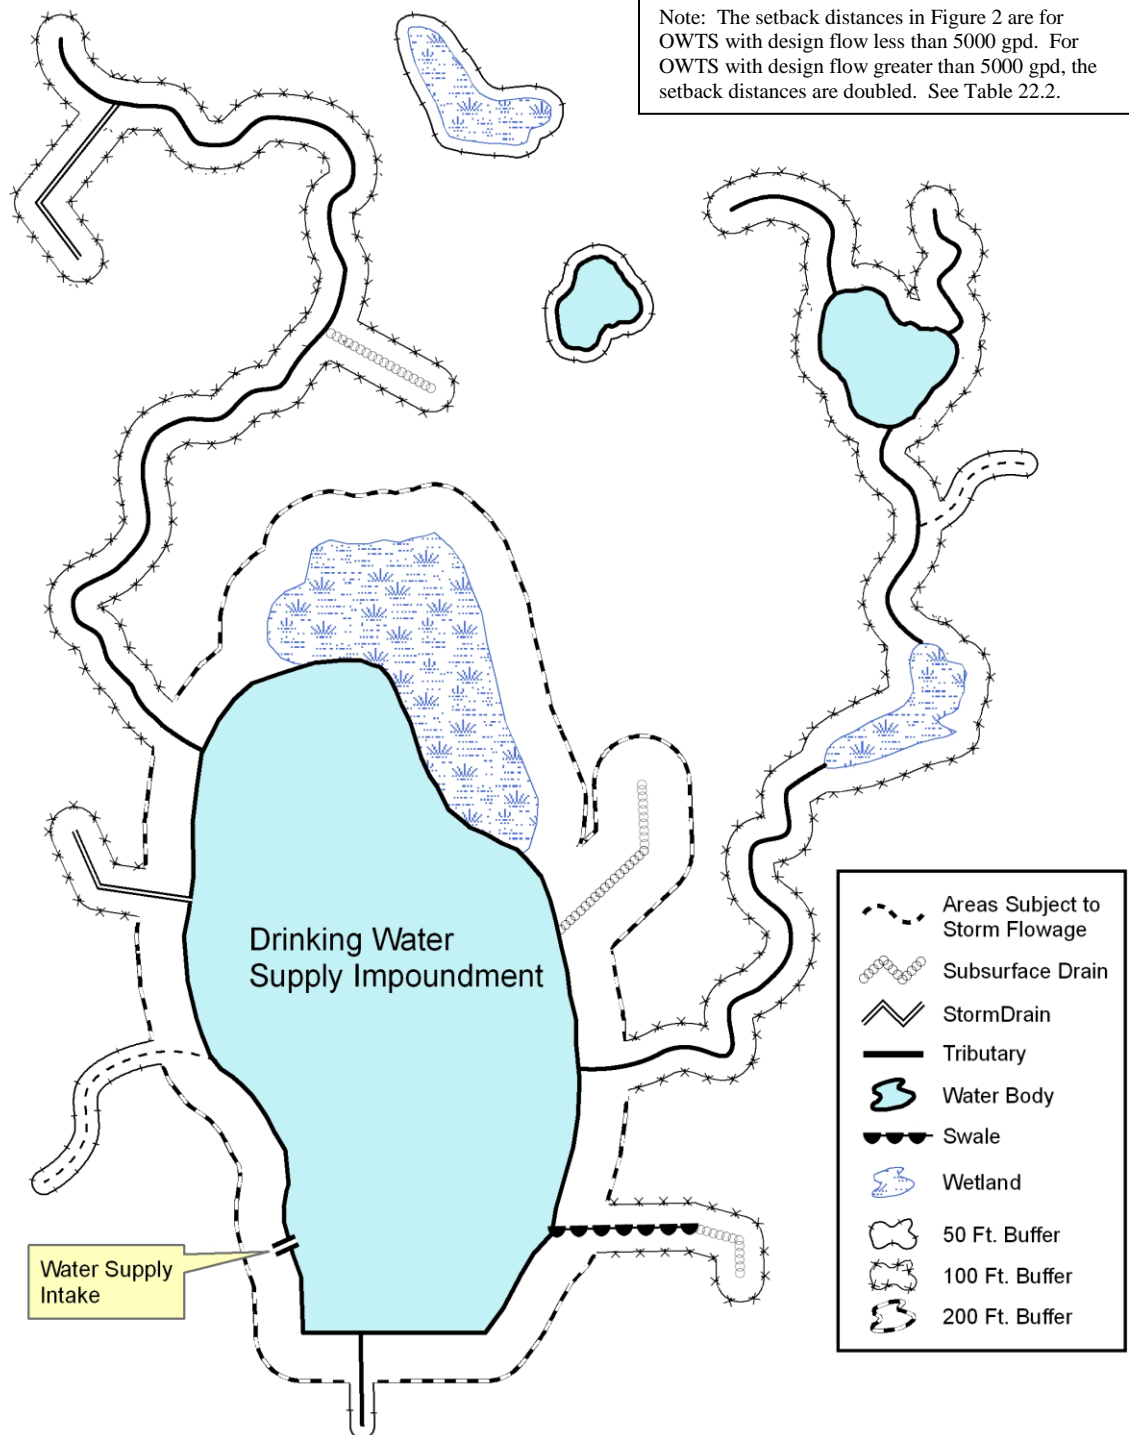 Note: The setback distances in Figure 2 are for
OWTS with design flow less than 5000 gpd. For
OWTS with design flow greater than 5000 gpd, the
setback distances are doubled. See Table 22.2.
Drinking Water
Supply Impoundment
Water Supply
Intake
Areas Subject to
Storm Flowage
Subsurface Drain
StormDrain
Tributary
Water Body
Swale
Wetland
50 Ft. Buffer
100 Ft. Buffer
200 Ft. Buffer